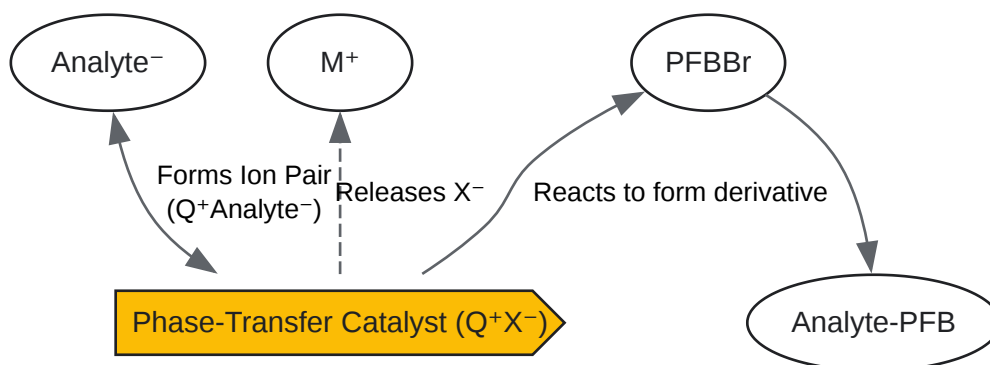 Analyte⁻
M⁺
PFBBr
Forms Ion Pair
(Q⁺Analyte⁻)
Releases X⁻
Reacts to form derivative
Phase-Transfer Catalyst (Q⁺X⁻)
Analyte-PFB